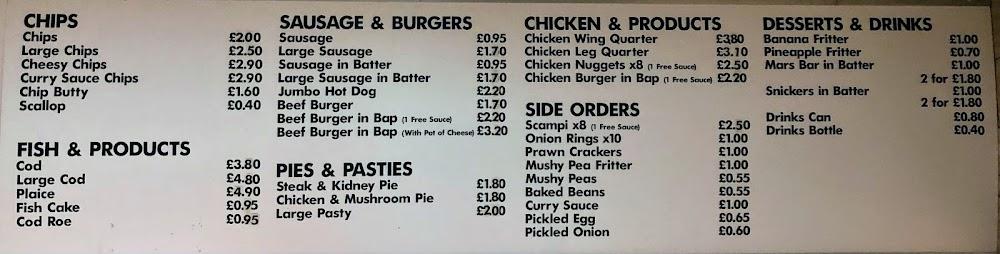 CHIPS
Chips £2.00
Large Chips £2.50
Cheesy Chips £2.90
Curry Sauce Chips £2.90
Chip Butty £1.60
Scallop £0.40
FISH & PRODUCTS
Cod £3.80
Large Cod £4.80
Plaice £4.90
Fish Cake £0.95
Cod Roe £0.95
SAUSAGE & BURGERS
Sausage £0.95
Large Sausage £1.70
Sausage in Batter £0.95
Large Sausage in Batter £1.70
Jumbo Hot Dog £2.20
Beef Burger £1.70
Beef Burger in Bap (1 Free Sauce) £2.20
Beef Burger in Bap (With Pot of Cheese) £3.20
PIES & PASTIES
Steak & Kidney Pie £1.80
Chicken & Mushroom Pie £1.80
Large Pasty £2.00
CHICKEN & PRODUCTS
Chicken Wing Quarter £3.80
Chicken Leg Quarter £3.10
Chicken Nuggets x8 (1 Free Sauce) £2.50
Chicken Burger in Bap (1 Free Sauce) £2.20
SIDE ORDERS
Scampi x8 (1 Free Sauce) £2.50
Onion Rings x10 £1.00
Prawn Crackers £1.00
Mushy Pea Fritter £1.00
Mushy Peas £0.55
Baked Beans £0.55
Curry Sauce £1.00
Pickled Egg £0.65
Pickled Onion £0.60
DESSERTS & DRINKS
Banana Fritter £1.00
Pineapple Fritter £0.70
Mars Bar in Batter £1.00
2 for £1.80
Snickers in Batter £1.00
2 for £1.80
Drinks Can £0.80
Drinks Bottle £0.40